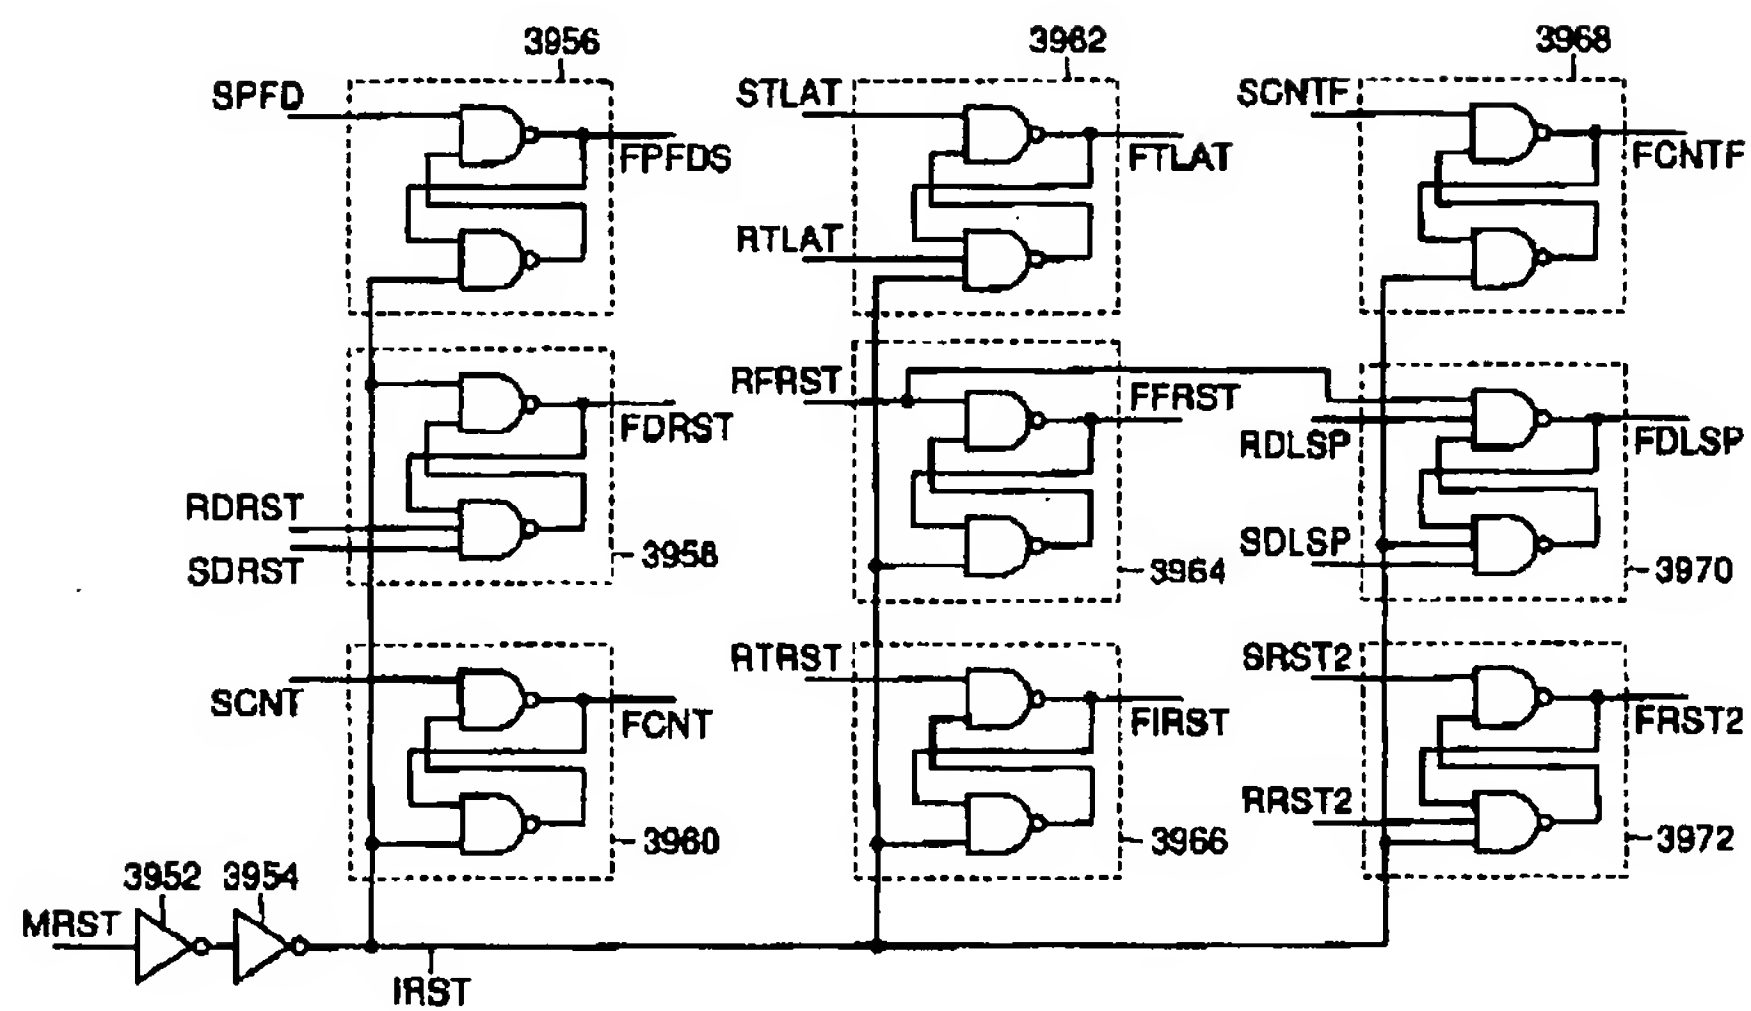 3956
3962
3968
SPFD
STLAT
SCNTF
FPFDS
FTLAT
FCNTF
RTLAT
RFRST
FFRST
FDRST
RDLSP
FDLSP
RDRST
SDRST
3958
SDLSP
3964
3970
SCNT
FCNT
RTRST
FIRST
SRST2
FRST2
RRST2
3960
3966
3972
3952 3954
MRST
IRST